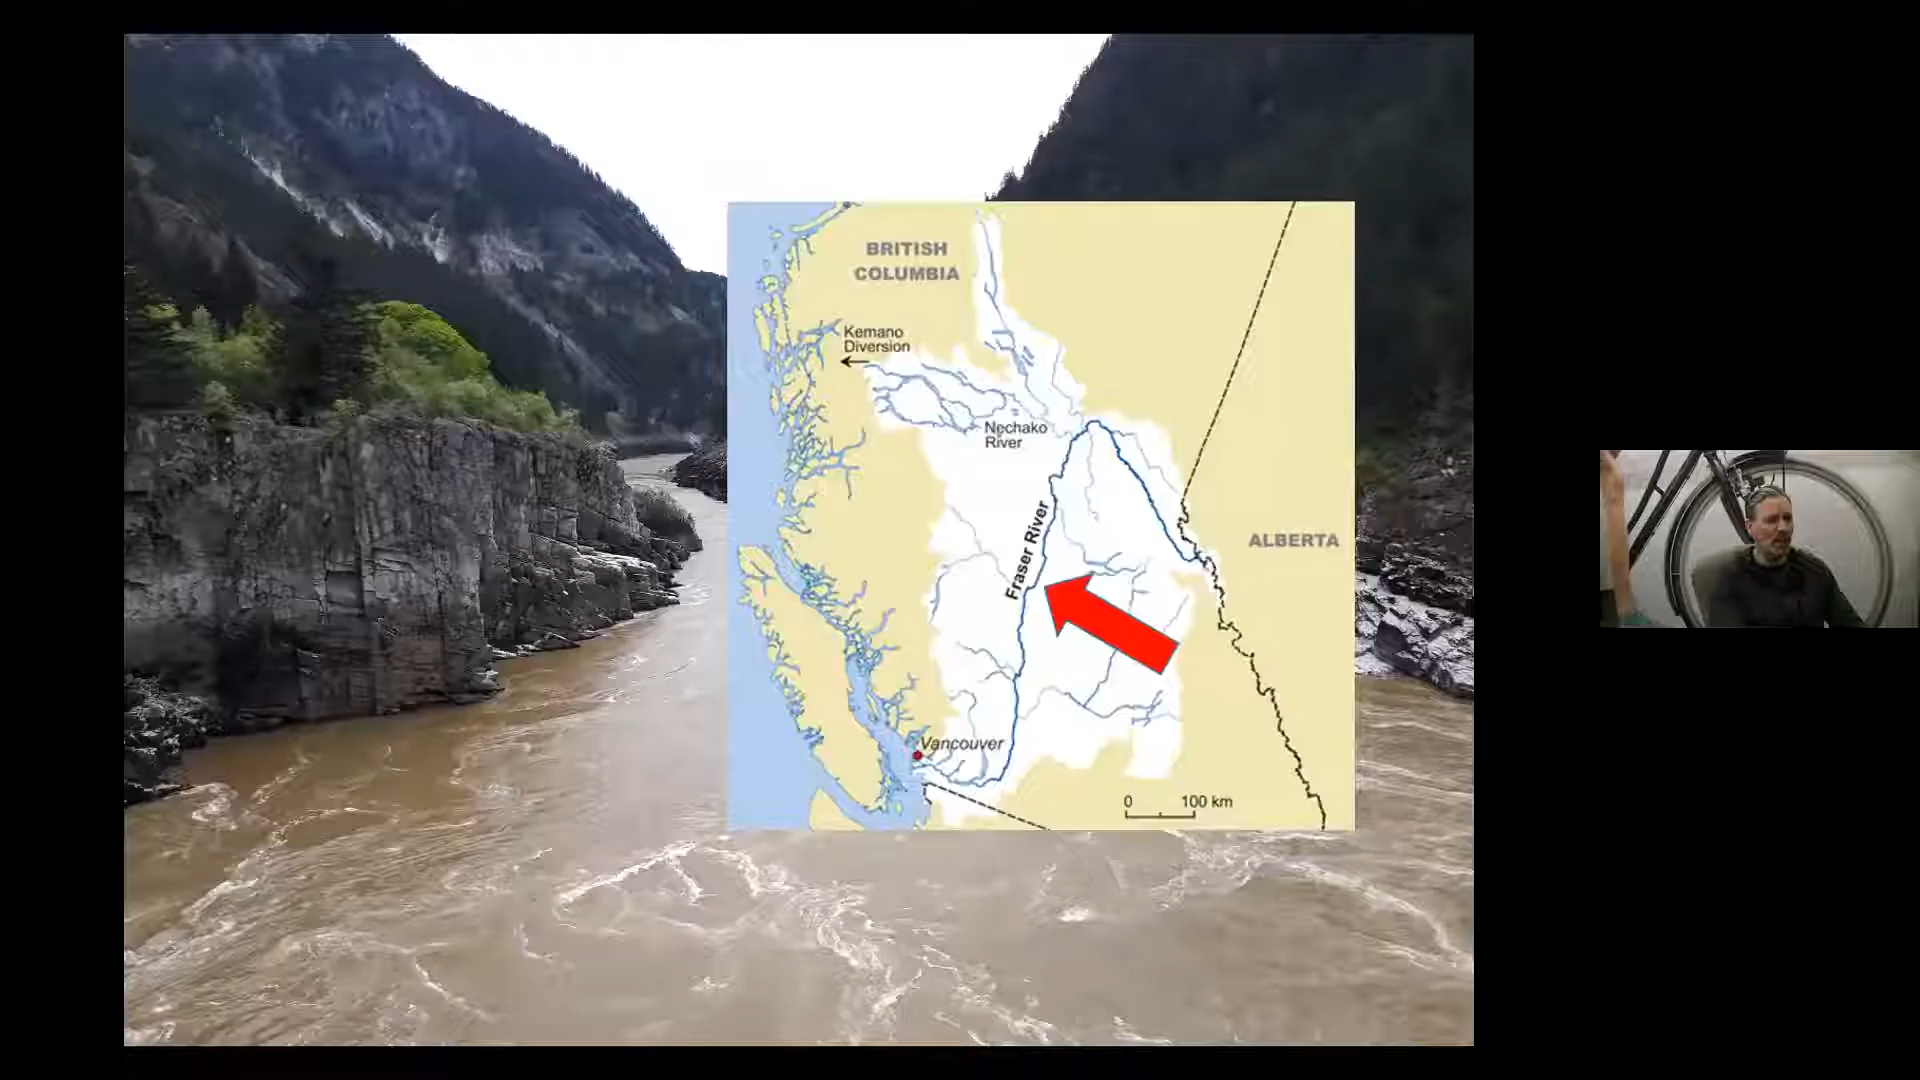 BRITISH
COLUMBIA
Kemano
Diversion
Nechako
River
Fraser River
ALBERTA
Vancouver
0 100 km